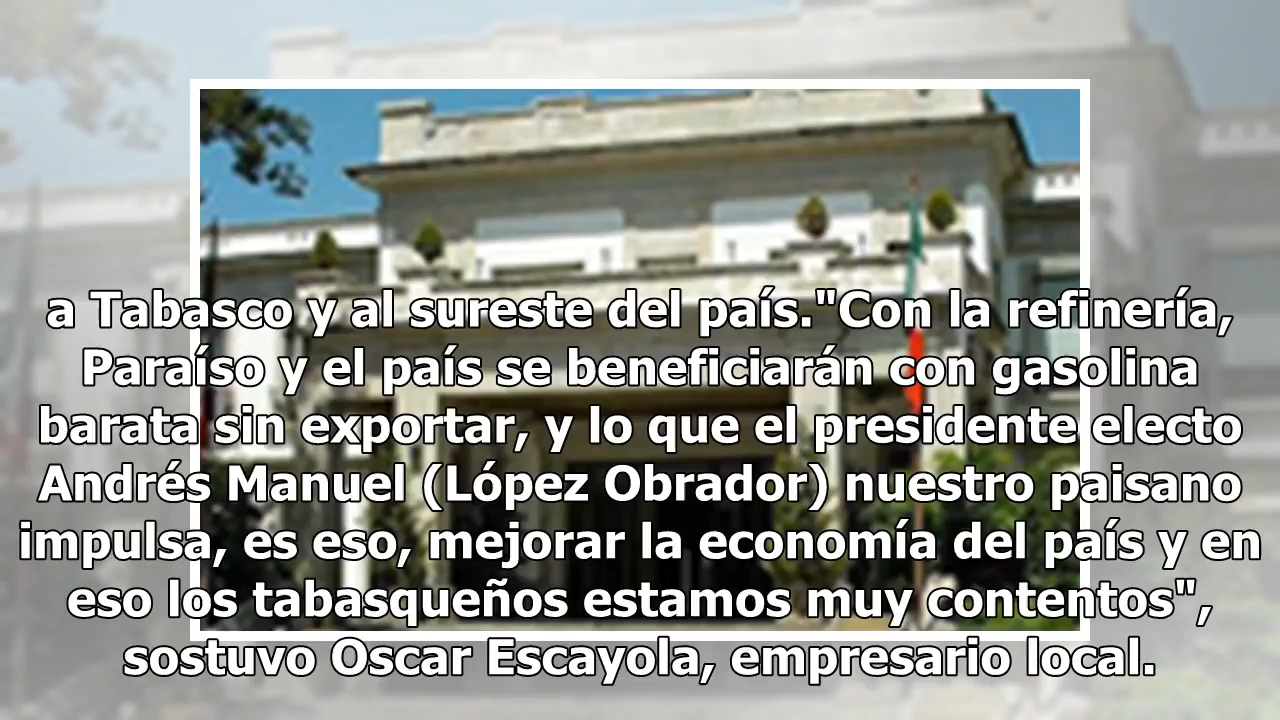 a Tabasco y al sureste del país."Con la refinería,
Paraíso y el país se beneficiarán con gasolina
barata sin exportar, y lo que el presidente electo
Andrés Manuel (López Obrador) nuestro paisano
impulsa, es eso, mejorar la economía del país y en
eso los tabasqueños estamos muy contentos",
sostuvo Oscar Escayola, empresario local.